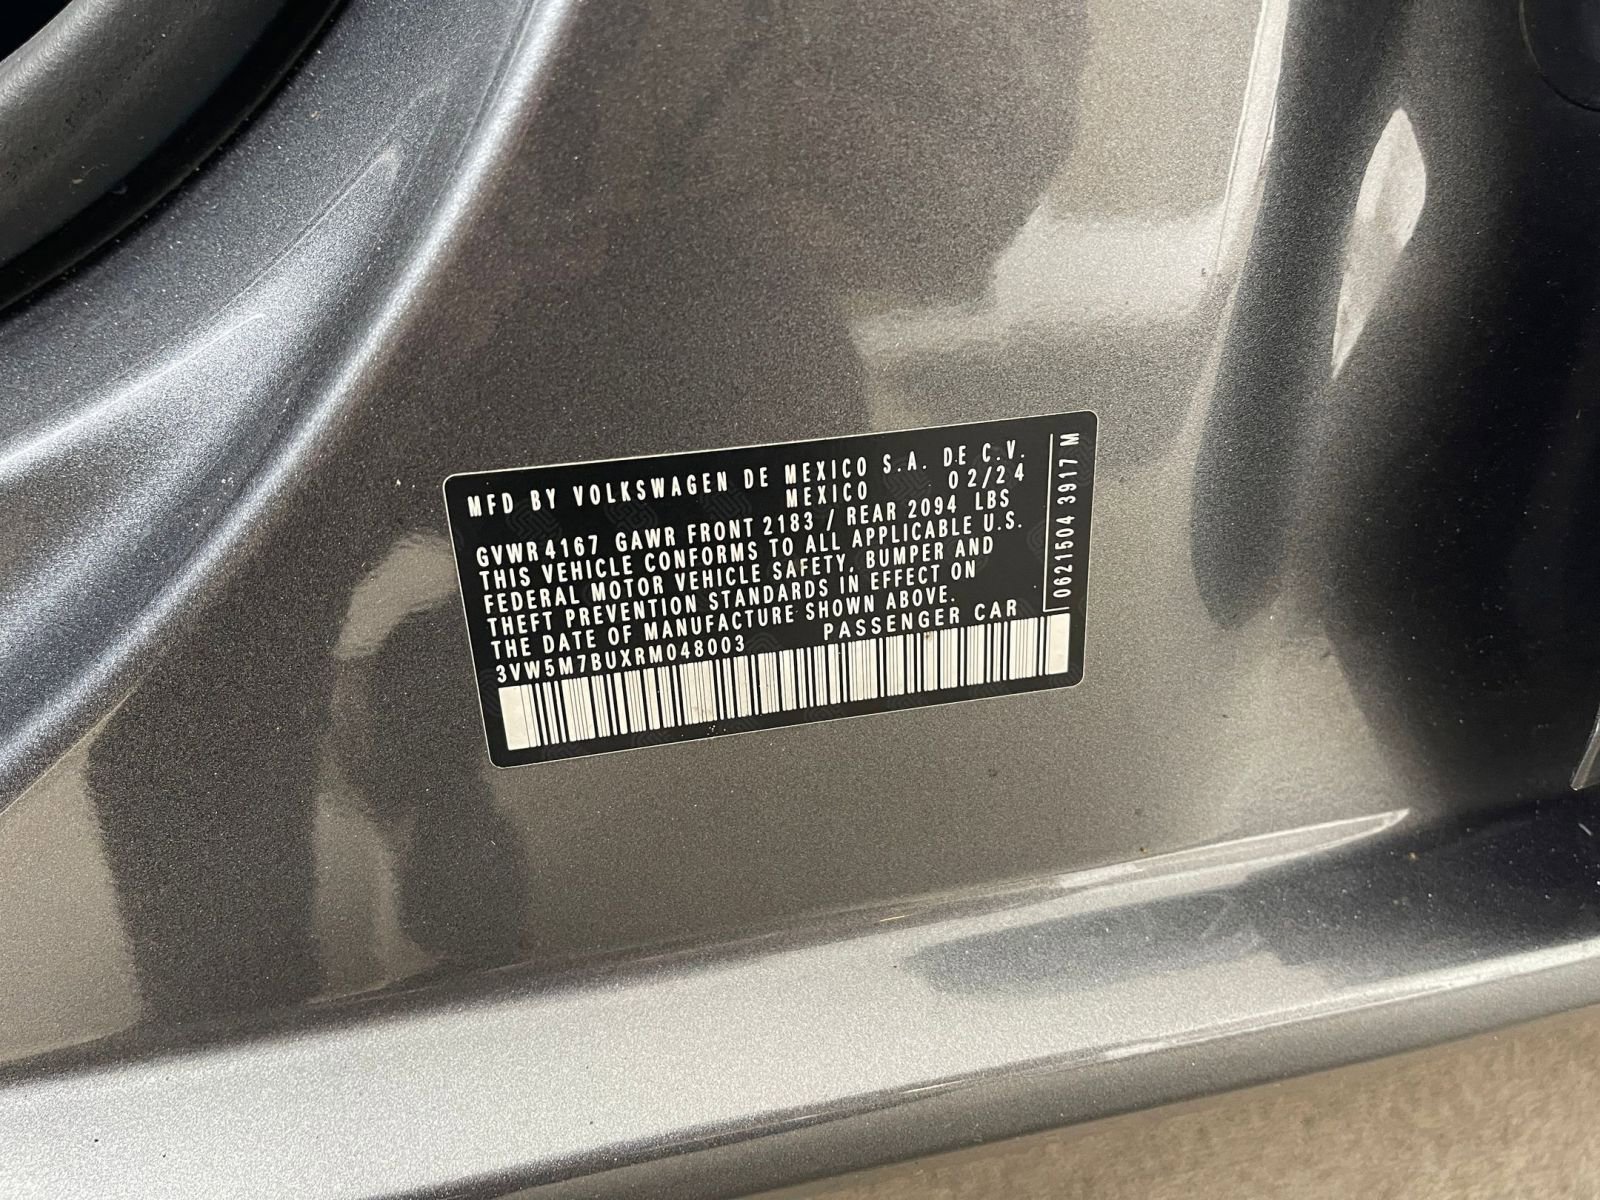 MFD BY VOLKSWAGEN DE MEXICO S.A. DE C.V.
MEXICO 02/24
GVWR 4167 GAWR FRONT 2183 / REAR 2094 LBS
THIS VEHICLE CONFORMS TO ALL APPLICABLE U.S.
FEDERAL MOTOR VEHICLE SAFETY, BUMPER AND
THEFT PREVENTION STANDARDS IN EFFECT ON
THE DATE OF MANUFACTURE SHOWN ABOVE.
3VW5M7BUXRM048003 PASSENGER CAR
0621504 3917 M